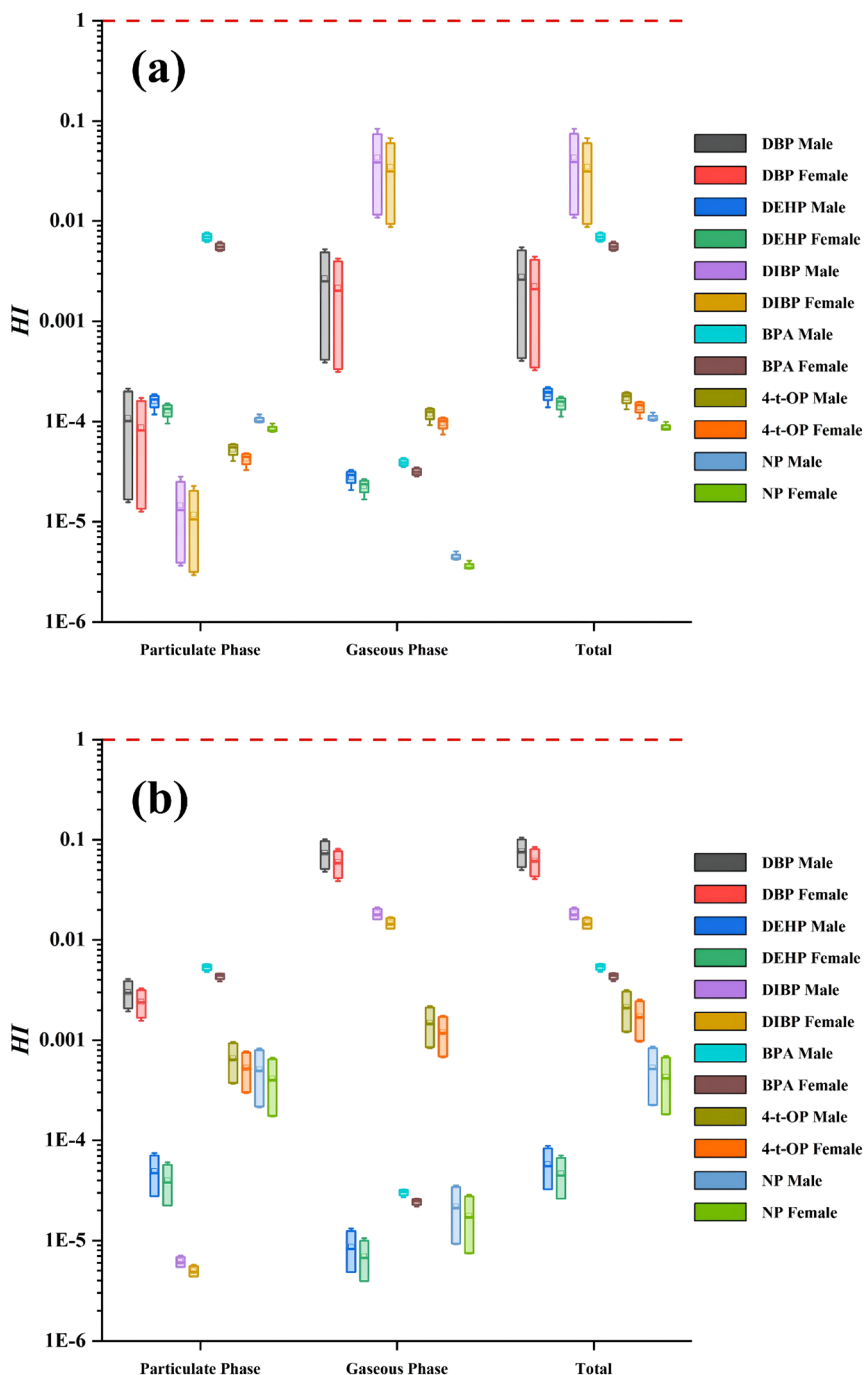 (a)
HI
1
0.1
0.01
0.001
1E-4
1E-5
1E-6
Particulate Phase
Gaseous Phase
Total
DBP Male
DBP Female
DEHP Male
DEHP Female
DIBP Male
DIBP Female
BPA Male
BPA Female
4-t-OP Male
4-t-OP Female
NP Male
NP Female
(b)
HI
1
0.1
0.01
0.001
1E-4
1E-5
1E-6
Particulate Phase
Gaseous Phase
Total
DBP Male
DBP Female
DEHP Male
DEHP Female
DIBP Male
DIBP Female
BPA Male
BPA Female
4-t-OP Male
4-t-OP Female
NP Male
NP Female